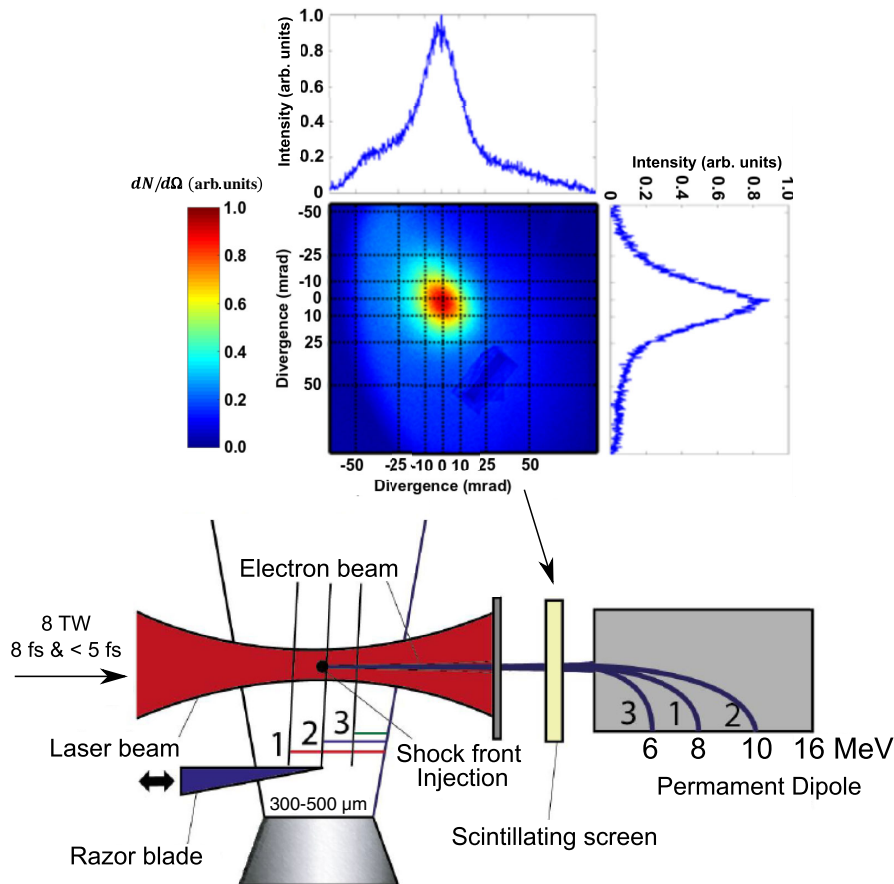 Intensity (arb. units)
1.0
0.8
0.6
0.4
0.2
0
Intensity (arb. units)
0
0.2
0.4
0.6
0.8
1.0
dN/dΩ (arb.units)
1.0
0.8
0.6
0.4
0.2
0.0
Divergence (mrad)
-50
-25
-10
0
10
25
50
-50 -25 -10 0 10 25 50
Divergence (mrad)
Electron beam
8 TW
8 fs & < 5 fs
Laser beam
1 2 3
Shock front
Injection
3 1 2
6 8 10 16 MeV
Permament Dipole
Scintillating screen
300-500 µm
Razor blade